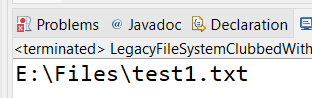 Problems Javadoc Declaration
<terminated> LegacyFileSystemClubbedWith
E:\Files\test1.txt